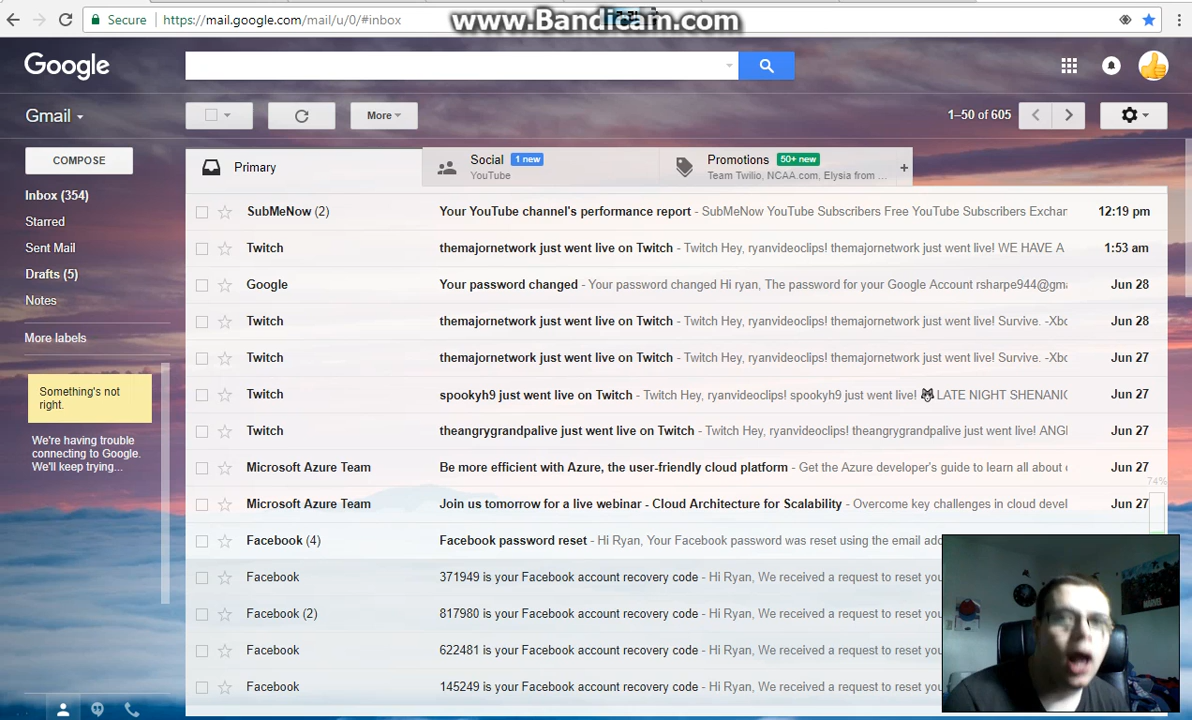 Secure https://mail.google.com/mail/u/0/#inbox
www.Bandicam.com
Google
Gmail
More
1–50 of 605
COMPOSE
Primary
Social 1 new
YouTube
Promotions 50+ new
Team Twilio, NCAA.com, Elysia from ...
+
Inbox (354)
Starred
Sent Mail
Drafts (5)
Notes
More labels
Something's not
right.
We're having trouble
connecting to Google.
We'll keep trying...
SubMeNow (2) Your YouTube channel's performance report - SubMeNow YouTube Subscribers Free YouTube Subscribers Exchan 12:19 pm
Twitch themajornetwork just went live on Twitch - Twitch Hey, ryanvideoclips! themajornetwork just went live! WE HAVE A 1:53 am
Google Your password changed - Your password changed Hi ryan, The password for your Google Account rsharpe944@gma Jun 28
Twitch themajornetwork just went live on Twitch - Twitch Hey, ryanvideoclips! themajornetwork just went live! Survive. -Xbo Jun 28
Twitch themajornetwork just went live on Twitch - Twitch Hey, ryanvideoclips! themajornetwork just went live! Survive. -Xbo Jun 27
Twitch spookyh9 just went live on Twitch - Twitch Hey, ryanvideoclips! spookyh9 just went live! LATE NIGHT SHENANIG Jun 27
Twitch theangrygrandpalive just went live on Twitch - Twitch Hey, ryanvideoclips! theangrygrandpalive just went live! ANGI Jun 27
Microsoft Azure Team Be more efficient with Azure, the user-friendly cloud platform - Get the Azure developer's guide to learn all about Jun 27
74%
Microsoft Azure Team Join us tomorrow for a live webinar - Cloud Architecture for Scalability - Overcome key challenges in cloud devel Jun 27
Facebook (4) Facebook password reset - Hi Ryan, Your Facebook password was reset using the email
Facebook 371949 is your Facebook account recovery code - Hi Ryan, We received a request to reset you
Facebook (2) 817980 is your Facebook account recovery code - Hi Ryan, We received a request to reset you
Facebook 622481 is your Facebook account recovery code - Hi Ryan, We received a request to reset you
Facebook 145249 is your Facebook account recovery code - Hi Ryan, We received a request to reset you
MARVEL